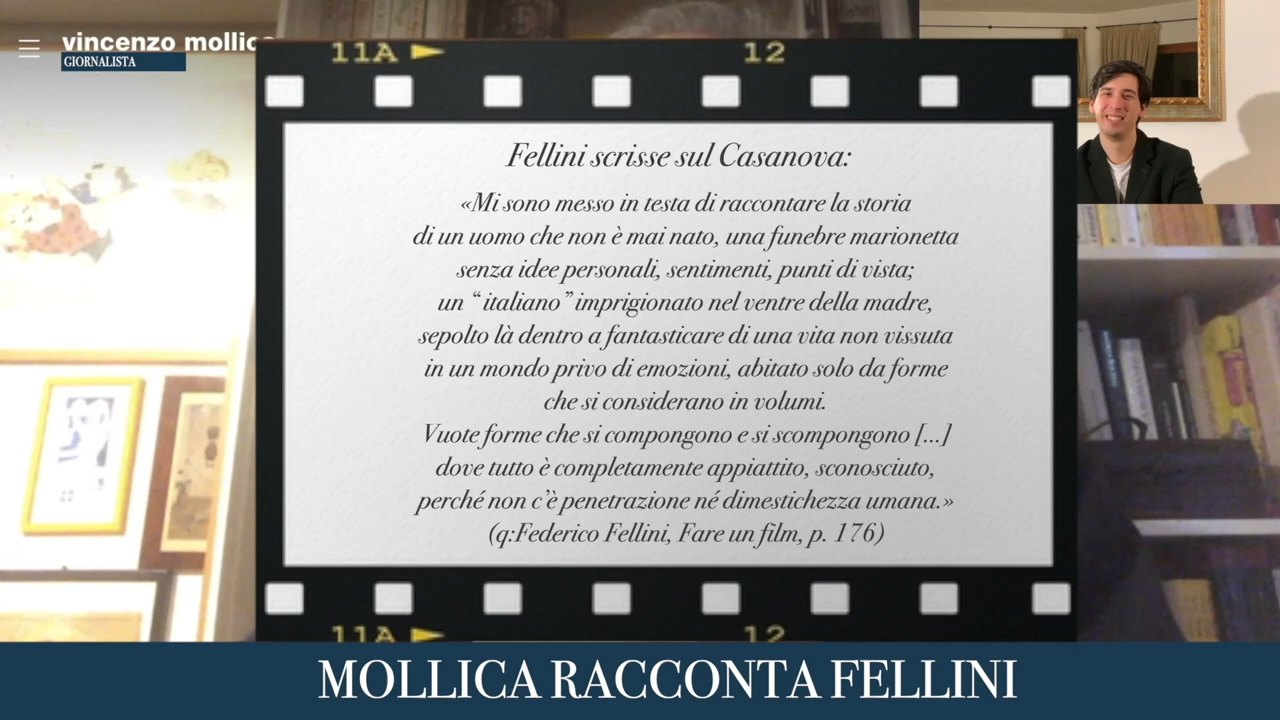 vincenzo mollica
GIORNALISTA
11A
12
Fellini scrisse sul Casanova:
«Mi sono messo in testa di raccontare la storia
di un uomo che non è mai nato, una funebre marionetta
senza idee personali, sentimenti, punti di vista;
un “italiano” imprigionato nel ventre della madre,
sepolto là dentro a fantasticare di una vita non vissuta
in un mondo privo di emozioni, abitato solo da forme
che si considerano in volumi.
Vuote forme che si compongono e si scompongono [...]
dove tutto è completamente appiattito, sconosciuto,
perché non c’è penetrazione né dimestichezza umana.»
(q:Federico Fellini, Fare un film, p. 176)
11A
12
MOLLICA RACCONTA FELLINI